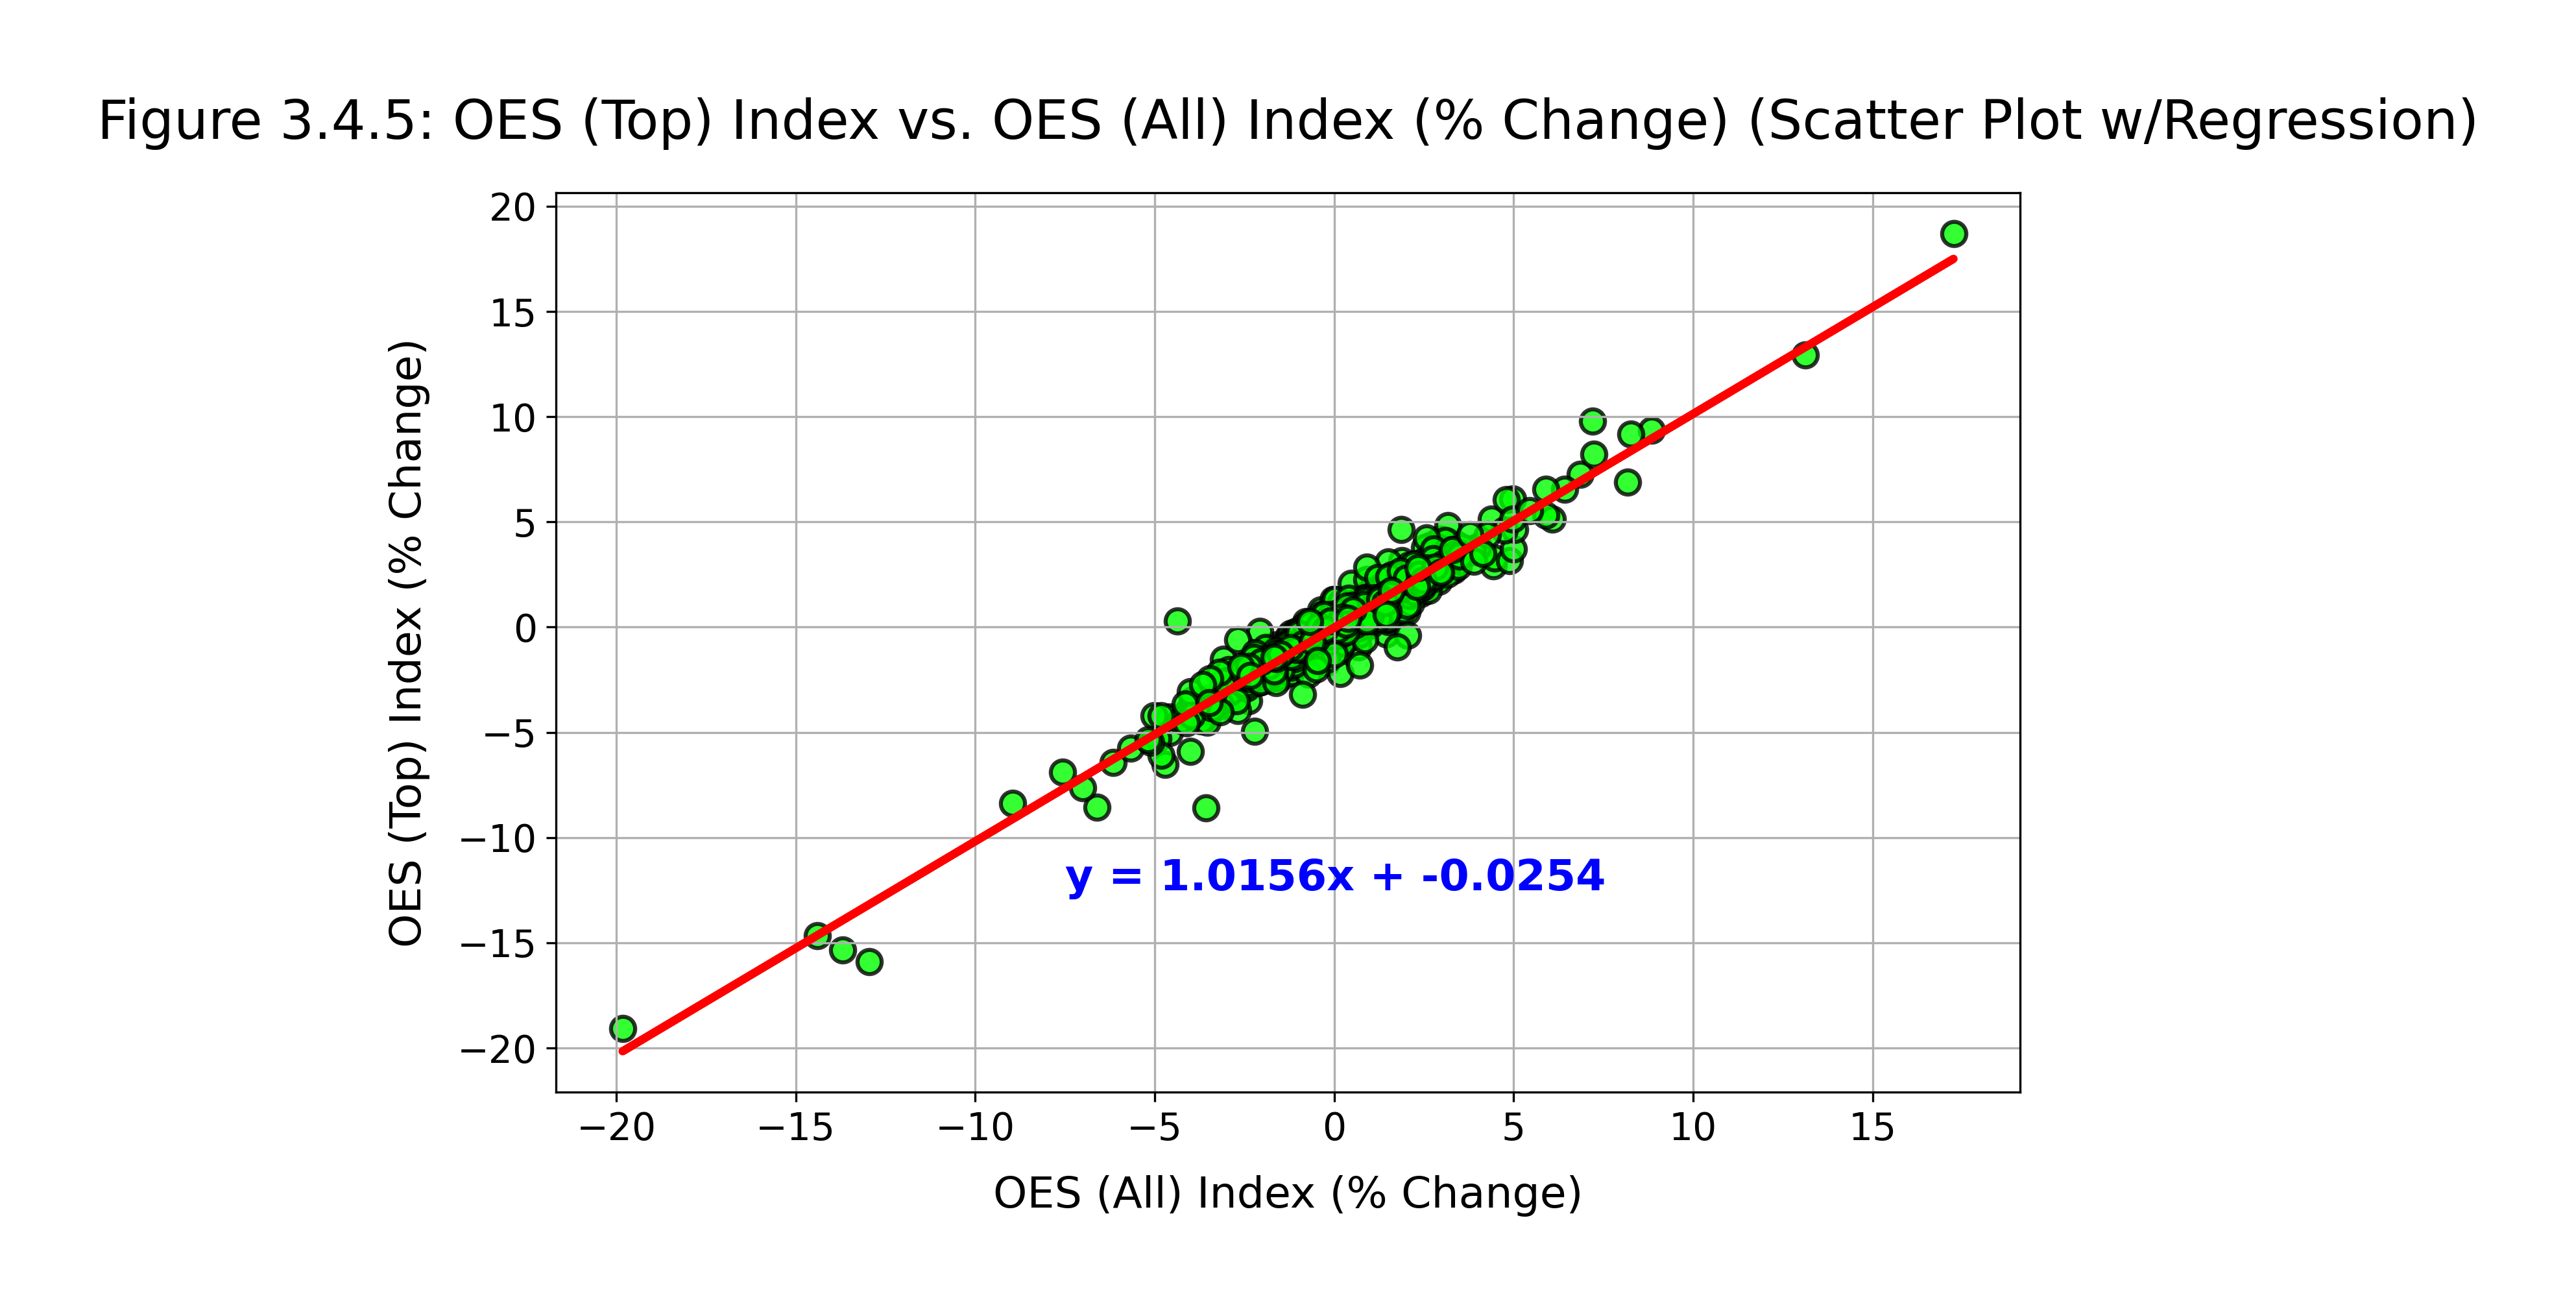 Figure 3.4.5: OES (Top) Index vs. OES (All) Index (% Change) (Scatter Plot w/Regression)
OES (Top) Index (% Change)
20
15
10
5
0
−5
−10
−15
−20
y = 1.0156x + -0.0254
−20 −15 −10 −5 0 5 10 15
OES (All) Index (% Change)